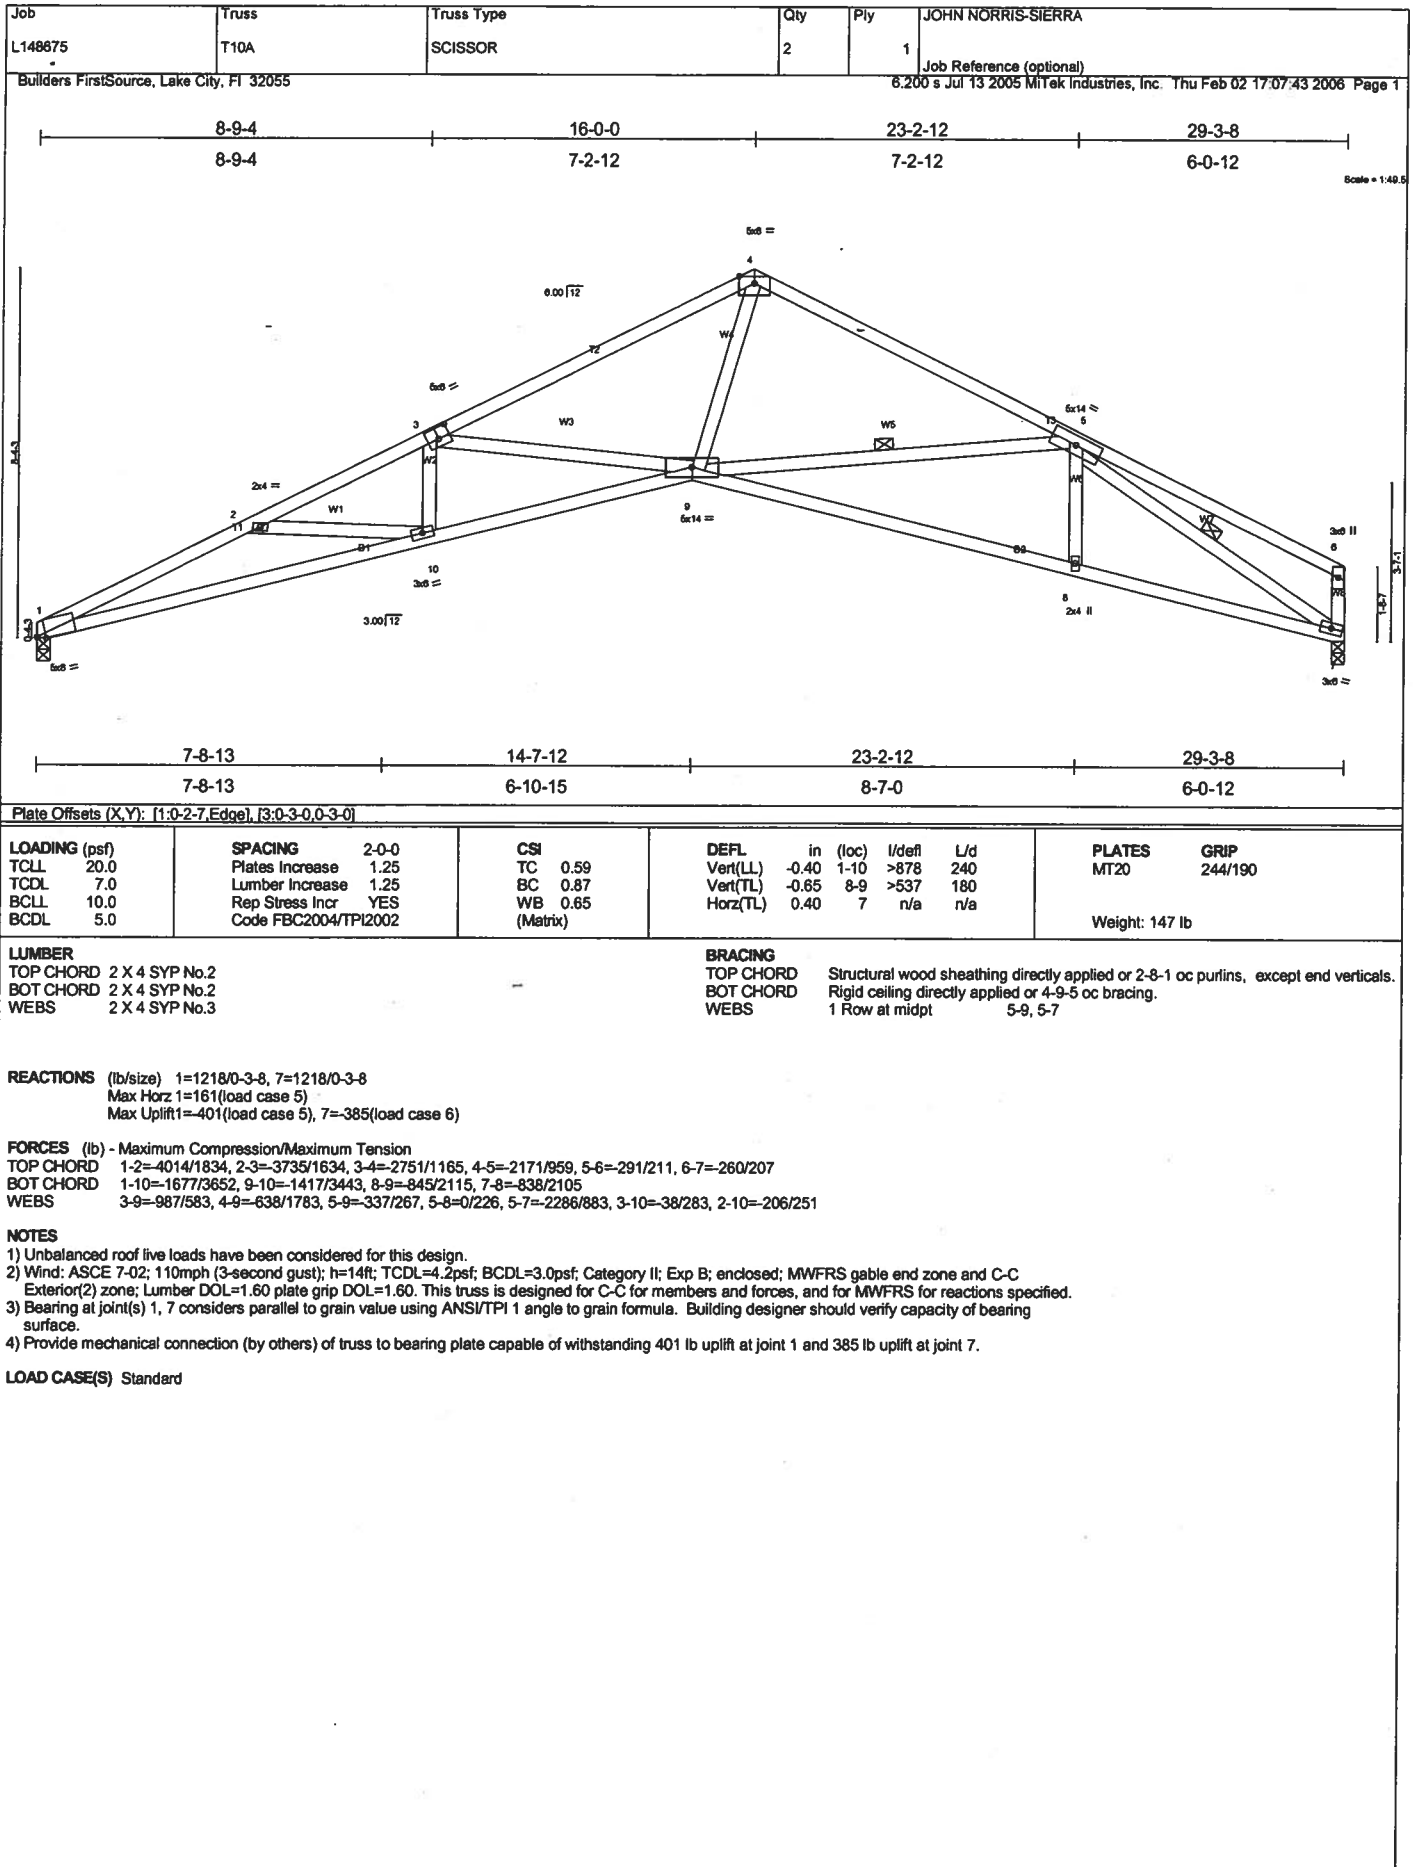 Job Truss Truss Type Qty Ply JOHN NORRIS-SIERRA
L148675 T10A SCISSOR 2 1
Job Reference (optional)
Builders FirstSource, Lake City, Fl 32055 6.200 s Jul 13 2005 MiTek Industries, Inc. Thu Feb 02 17:07:43 2006 Page 1
8-9-4 16-0-0 23-2-12 29-3-8
8-9-4 7-2-12 7-2-12 6-0-12
Scale = 1:49.5
5x6 =
4
6.00 12
W4
T2
5x6 =
3
W3
5x14 =
T3 5
W5
8-4-3
W2
2x4 =
2
T1
W1
W6
9
5x14 =
W7
3x6 II
6
B1
B2
10
3x6 =
3-7-1
1-8-7
W8
8
2x4 II
1
0-4-3
3.00 12
5x8 =
3x6 =
7-8-13 14-7-12 23-2-12 29-3-8
7-8-13 6-10-15 8-7-0 6-0-12
Plate Offsets (X,Y): [1:0-2-7,Edge], [3:0-3-0,0-3-0]
LOADING (psf) SPACING 2-0-0 CSI DEFL in (loc) l/defl L/d PLATES GRIP
TCLL 20.0 Plates Increase 1.25 TC 0.59 Vert(LL) -0.40 1-10 >878 240 MT20 244/190
TCDL 7.0 Lumber Increase 1.25 BC 0.87 Vert(TL) -0.65 8-9 >537 180
BCLL 10.0 Rep Stress Incr YES WB 0.65 Horz(TL) 0.40 7 n/a n/a
BCDL 5.0 Code FBC2004/TPI2002 (Matrix) Weight: 147 lb
LUMBER
TOP CHORD 2 X 4 SYP No.2
BOT CHORD 2 X 4 SYP No.2
WEBS 2 X 4 SYP No.3
BRACING
TOP CHORD Structural wood sheathing directly applied or 2-8-1 oc purlins, except end verticals.
BOT CHORD Rigid ceiling directly applied or 4-9-5 oc bracing.
WEBS 1 Row at midpt 5-9, 5-7
REACTIONS (lb/size) 1=1218/0-3-8, 7=1218/0-3-8
Max Horz 1=161(load case 5)
Max Uplift1=-401(load case 5), 7=-385(load case 6)
FORCES (lb) - Maximum Compression/Maximum Tension
TOP CHORD 1-2=-4014/1834, 2-3=-3735/1634, 3-4=-2751/1165, 4-5=-2171/959, 5-6=-291/211, 6-7=-260/207
BOT CHORD 1-10=-1677/3652, 9-10=-1417/3443, 8-9=-845/2115, 7-8=-838/2105
WEBS 3-9=-987/583, 4-9=-638/1783, 5-9=-337/267, 5-8=0/226, 5-7=-2286/883, 3-10=-38/283, 2-10=-206/251
NOTES
1) Unbalanced roof live loads have been considered for this design.
2) Wind: ASCE 7-02; 110mph (3-second gust); h=14ft; TCDL=4.2psf; BCDL=3.0psf; Category II; Exp B; enclosed; MWFRS gable end zone and C-C
Exterior(2) zone; Lumber DOL=1.60 plate grip DOL=1.60. This truss is designed for C-C for members and forces, and for MWFRS for reactions specified.
3) Bearing at joint(s) 1, 7 considers parallel to grain value using ANSI/TPI 1 angle to grain formula. Building designer should verify capacity of bearing
surface.
4) Provide mechanical connection (by others) of truss to bearing plate capable of withstanding 401 lb uplift at joint 1 and 385 lb uplift at joint 7.
LOAD CASE(S) Standard